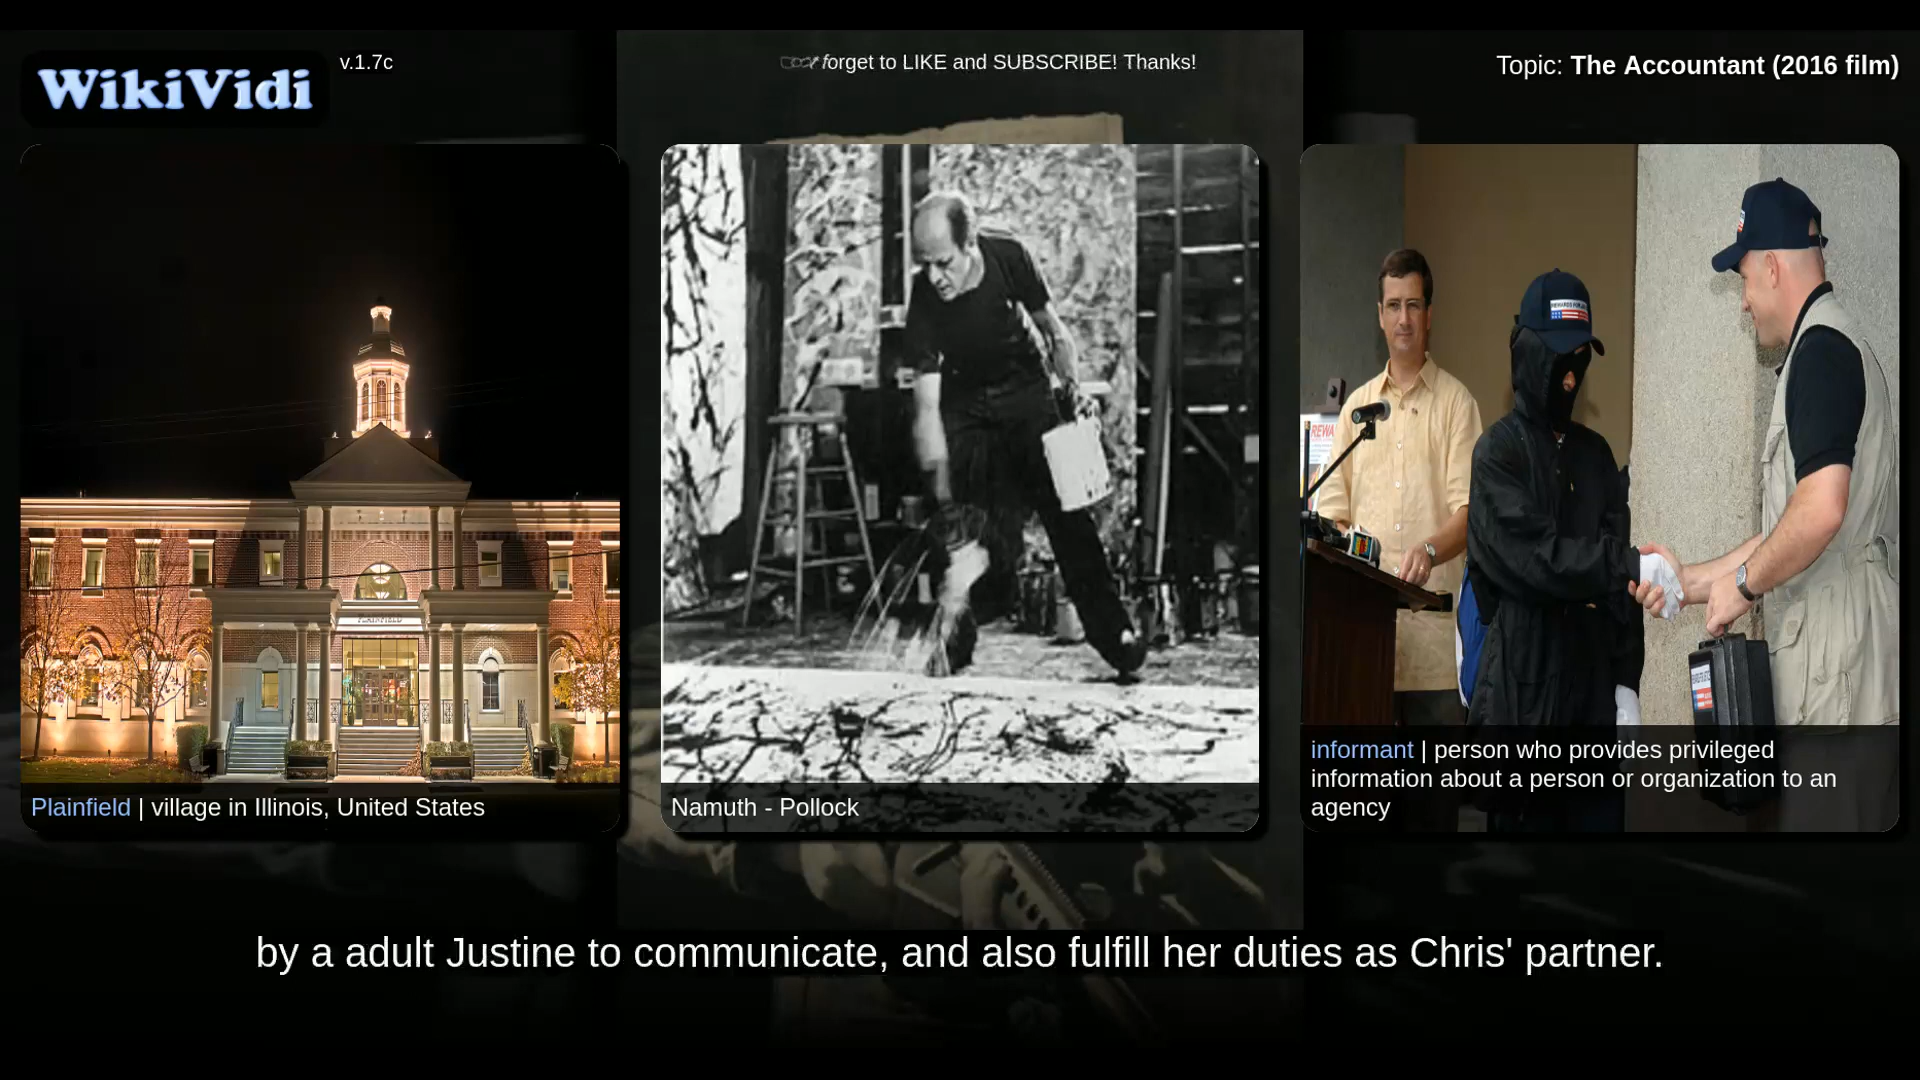 WikiVidi
v.1.7c
forget to LIKE and SUBSCRIBE! Thanks!
Topic: The Accountant (2016 film)
PLAINFIELD
REWA
Plainfield | village in Illinois, United States
Namuth - Pollock
informant | person who provides privileged
information about a person or organization to an
agency
by a adult Justine to communicate, and also fulfill her duties as Chris' partner.